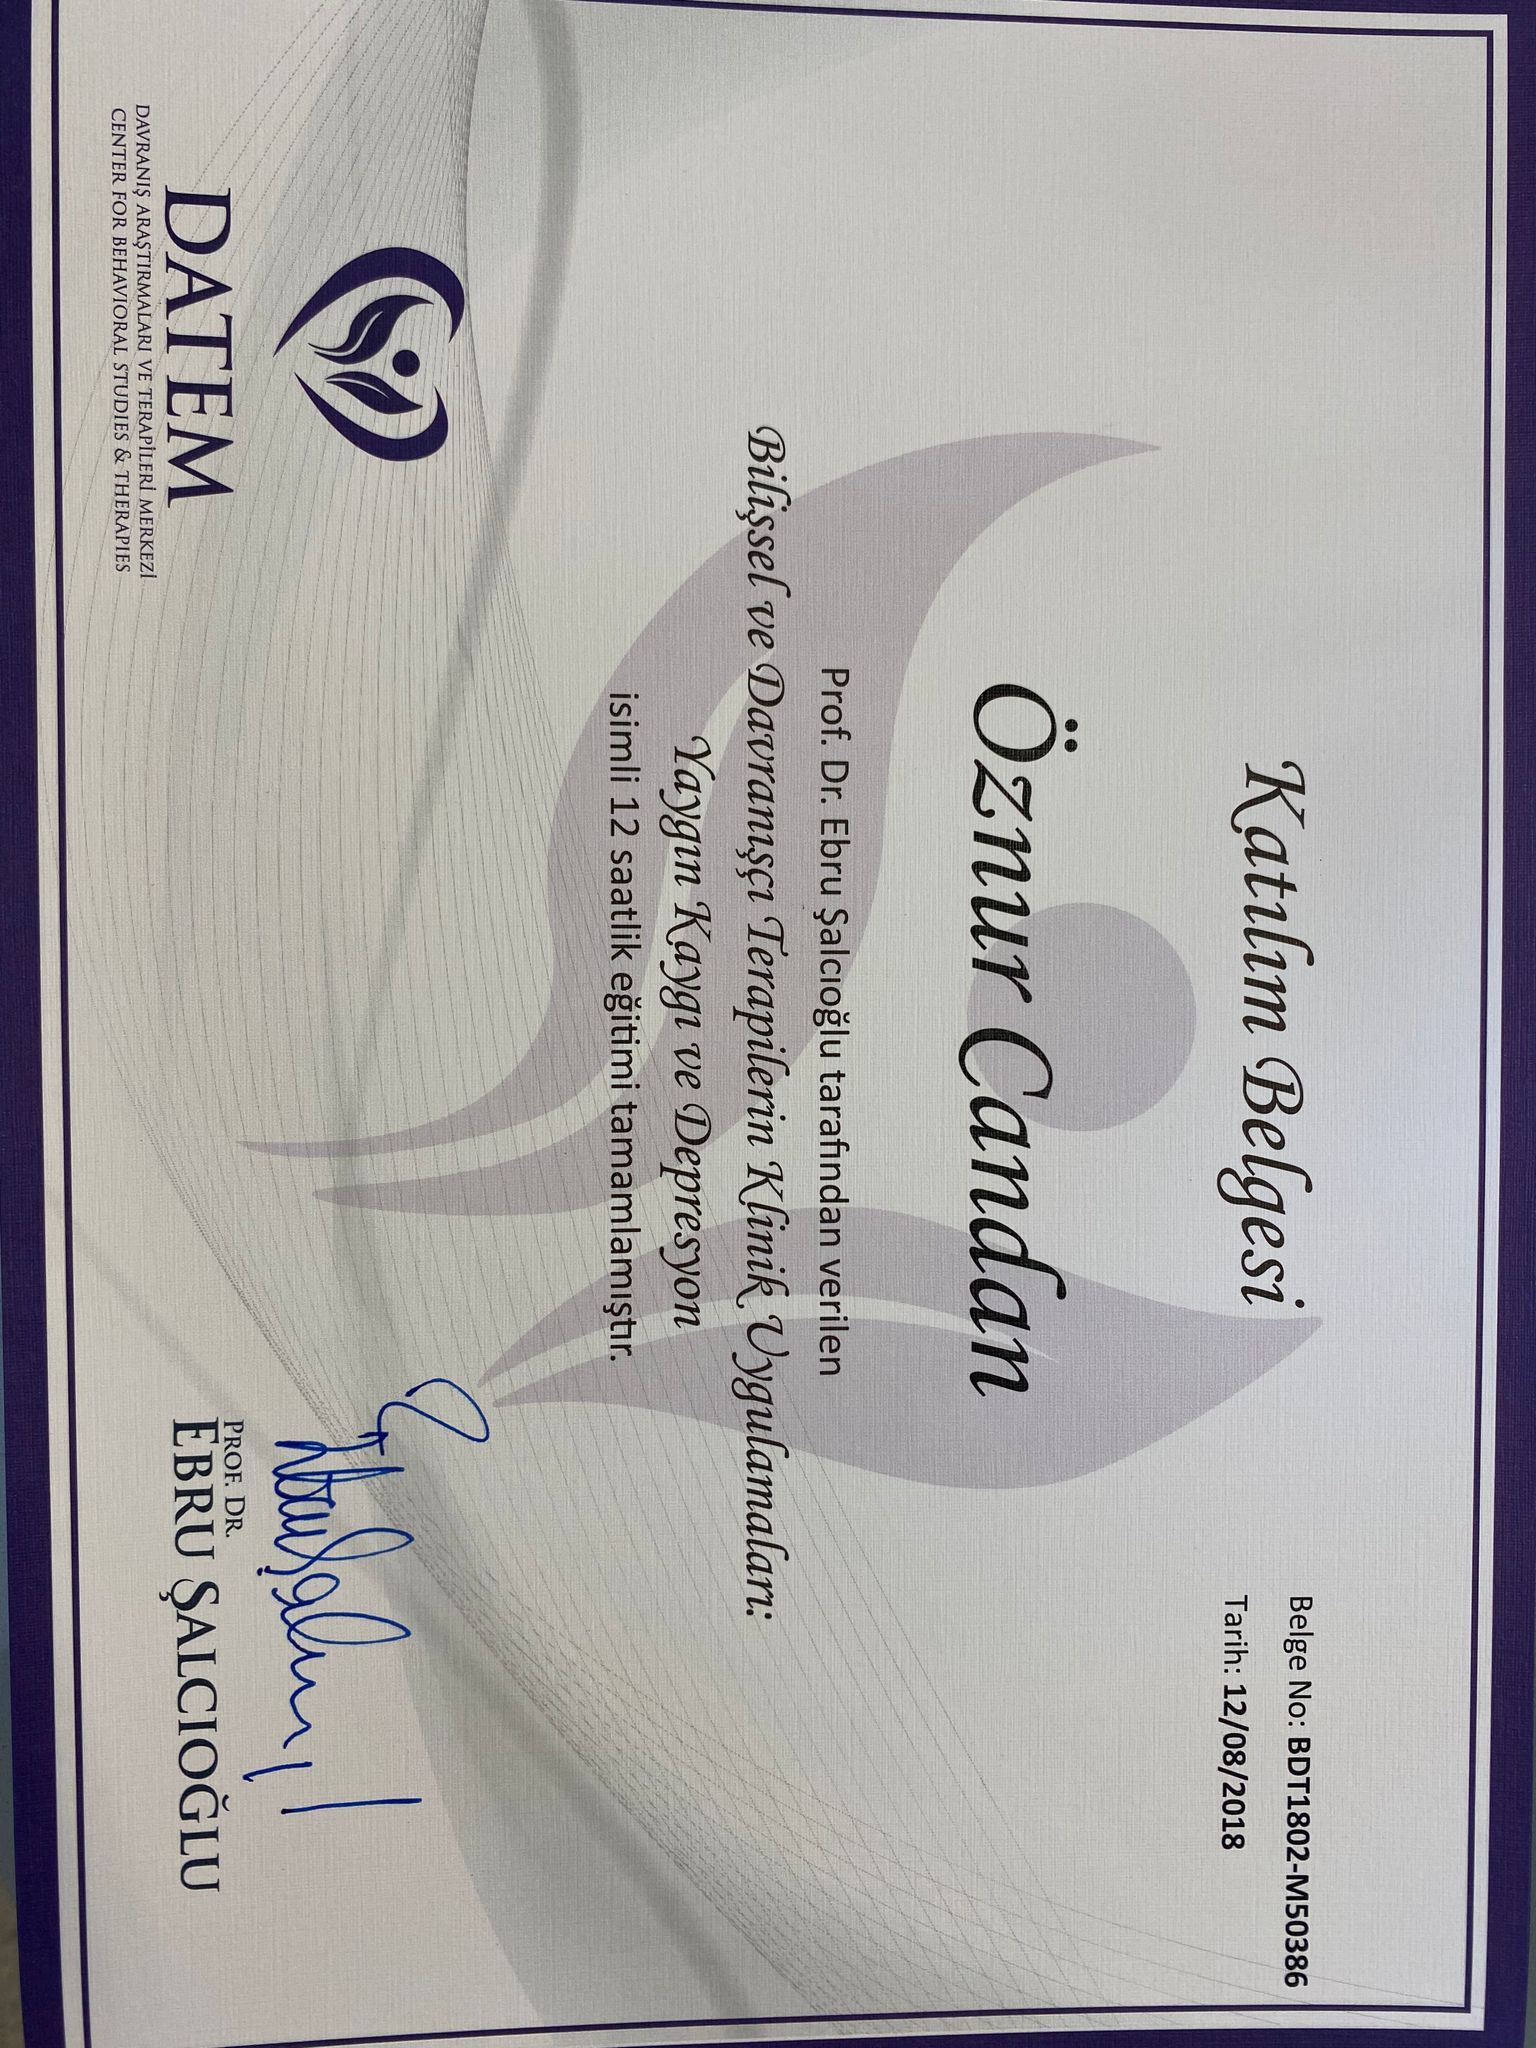 Belge No: BDT1802-M50386
Tarih: 12/08/2018
Katılım Belgesi
Öznur Candan
Prof. Dr. Ebru Şalcıoğlu tarafından verilen
Bilişsel ve Davranışçı Terapilerin Klinik Uygulamaları:
Yaygın Kaygı ve Depresyon
isimli 12 saatlik eğitimi tamamlamıştır.
DATEM
DAVRANIŞ ARAŞTIRMALARI VE TERAPİLERİ MERKEZİ
CENTER FOR BEHAVIORAL STUDIES & THERAPIES
PROF. DR.
EBRU ŞALCIOĞLU